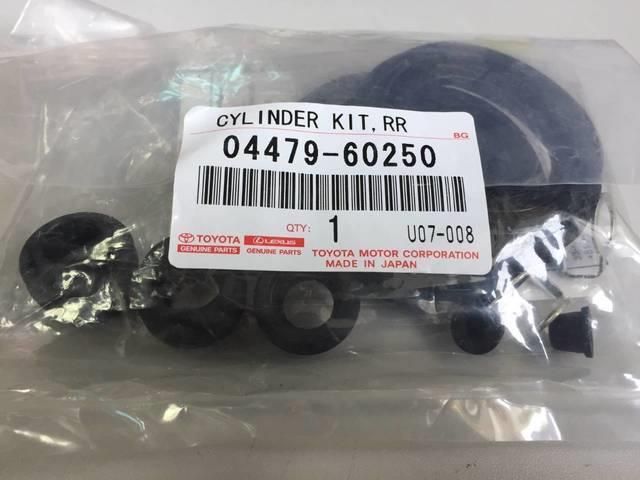 CYLINDER KIT, RR
BG
04479-60250
QTY: 1 U07-008
TOYOTA LEXUS TOYOTA MOTOR CORPORATION
GENUINE PARTS GENUINE PARTS MADE IN JAPAN